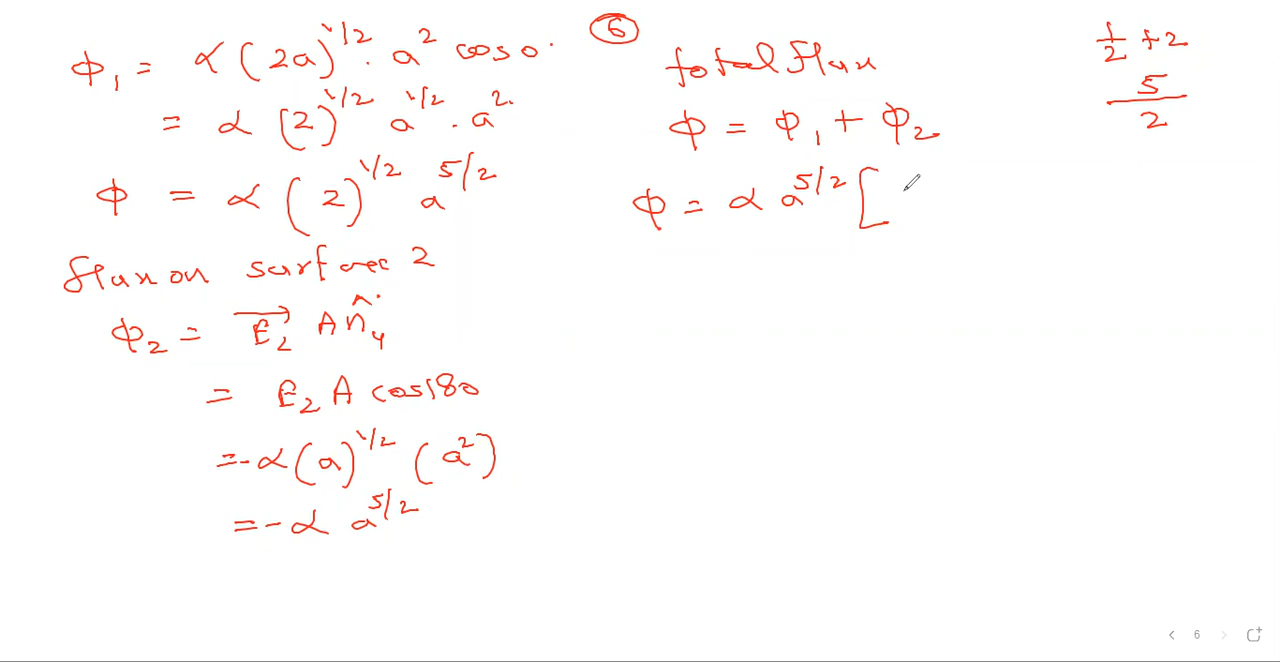 ϕ₁ = α (2a)^1/2 . a² cos 0.
= α (2)^1/2 a^1/2 . a².
ϕ = α (2)^1/2 a^5/2
flux on surface 2
ϕ₂ = E₂⃗ A n̂₄
= E₂ A cos180
= -α (a)^1/2 (a²)
= -α a^5/2
6
total flux
ϕ = ϕ₁ + ϕ₂
ϕ = α a^5/2 [
1/2 + 2
5/2
6